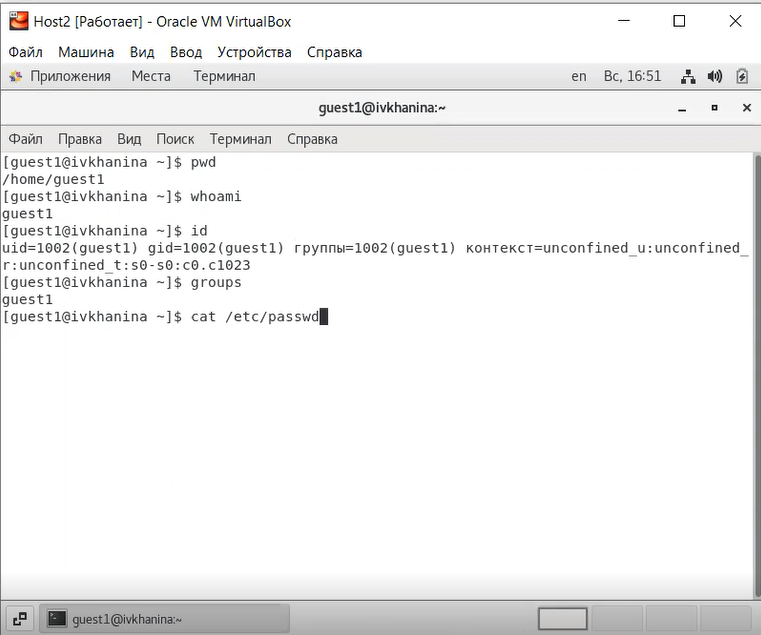 Host2 [Работает] - Oracle VM VirtualBox
Файл Машина Вид Ввод Устройства Справка
Приложения Места Терминал en Вс, 16:51
guest1@ivkhanina:~
Файл Правка Вид Поиск Терминал Справка
[guest1@ivkhanina ~]$ pwd
/home/guest1
[guest1@ivkhanina ~]$ whoami
guest1
[guest1@ivkhanina ~]$ id
uid=1002(guest1) gid=1002(guest1) группы=1002(guest1) контекст=unconfined_u:unconfined_
r:unconfined_t:s0-s0:c0.c1023
[guest1@ivkhanina ~]$ groups
guest1
[guest1@ivkhanina ~]$ cat /etc/passwd
guest1@ivkhanina:~